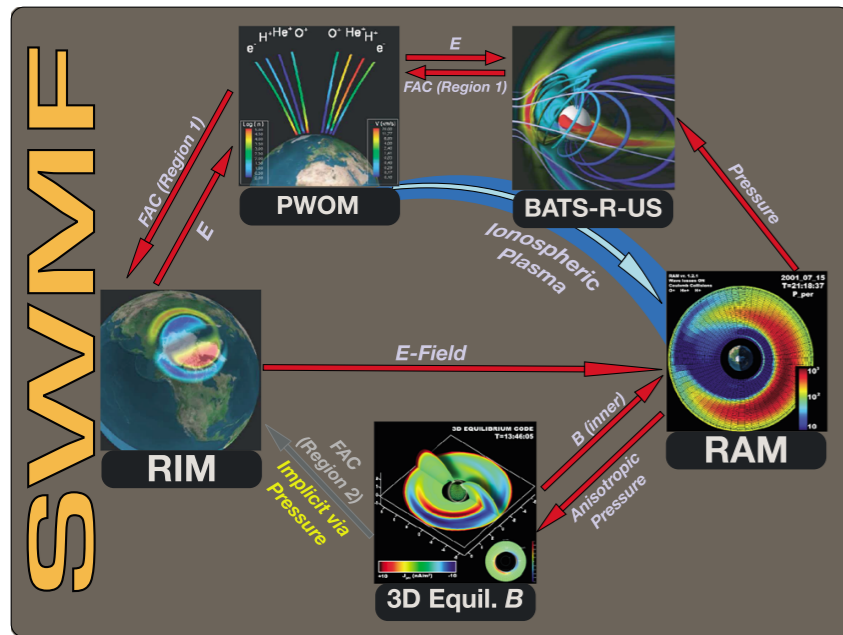 SWMF
e⁻ H⁺ He⁺ O⁺ O⁺ He⁺ H⁺ e⁻
PWOM
E
FAC (Region 1)
BATS-R-US
FAC (Region 1)
E
Pressure
Ionospheric
Plasma
RIM
E-Field
2001_07_15
T=21:18:37
P_per
RAM
B (inner)
Anisotropic
Pressure
FAC
(Region 2)
Implicit via
Pressure
3D EQUILIBRIUM CODE
T=13:46:05
3D Equil. B